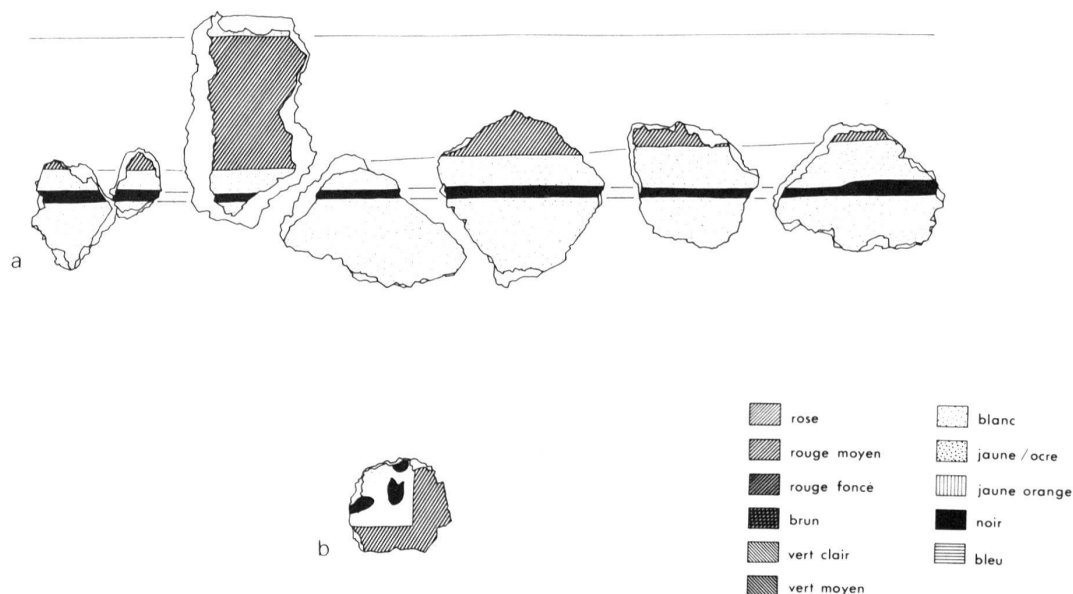 a
b
rose
rouge moyen
rouge foncé
brun
vert clair
vert moyen
blanc
jaune / ocre
jaune orange
noir
bleu